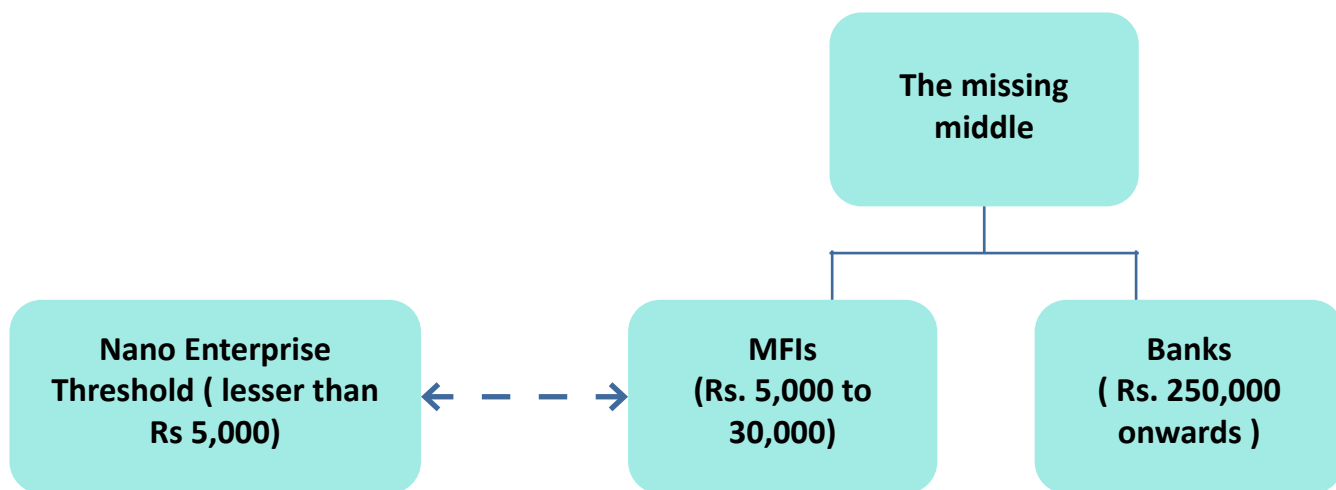 The missing
middle
Nano Enterprise
Threshold ( lesser than
Rs 5,000)
MFIs
(Rs. 5,000 to
30,000)
Banks
( Rs. 250,000
onwards )